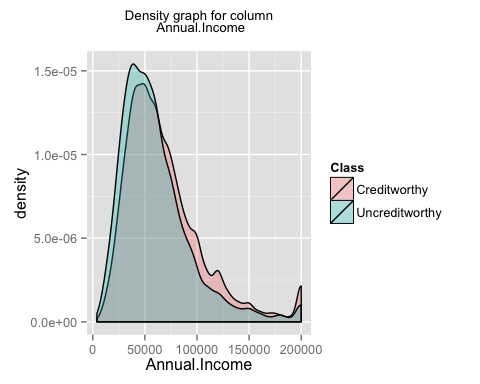 Density graph for column
Annual.Income
density
1.5e-05
1.0e-05
5.0e-06
0.0e+00
0
50000
100000
150000
200000
Annual.Income
Class
Creditworthy
Uncreditworthy